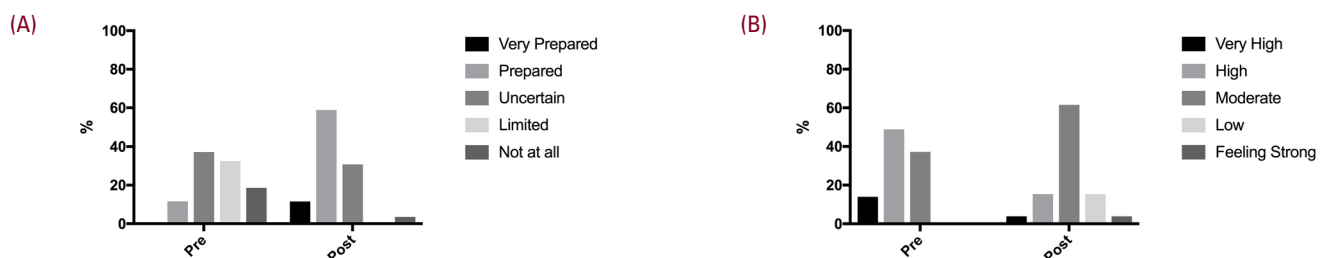 (A)
100
80
60
40
20
0
%
Pre
Post
Very Prepared
Prepared
Uncertain
Limited
Not at all
(B)
100
80
60
40
20
0
%
Pre
Post
Very High
High
Moderate
Low
Feeling Strong